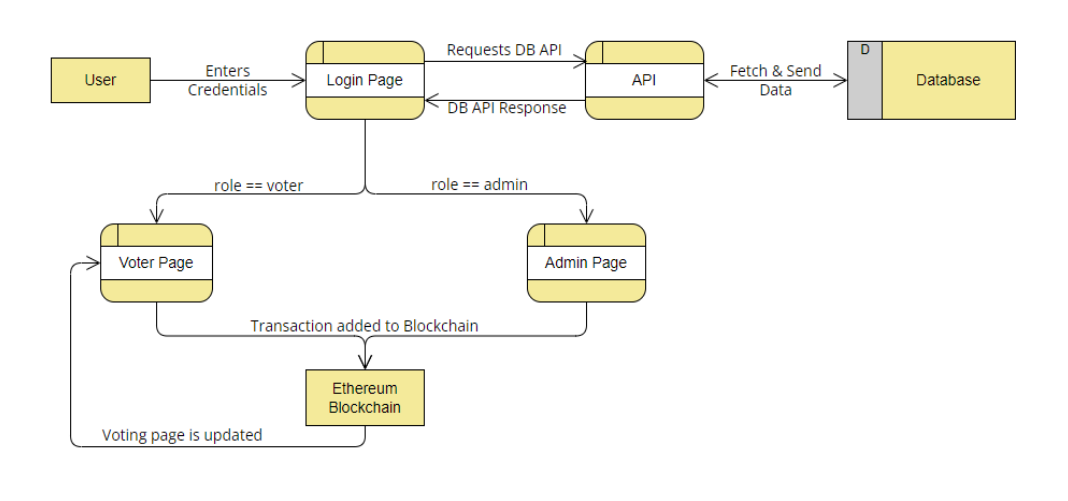 User
Enters
Credentials
Login Page
Requests DB API
DB API Response
API
Fetch & Send
Data
D
Database
role == voter
role == admin
Voter Page
Admin Page
Transaction added to Blockchain
Ethereum
Blockchain
Voting page is updated